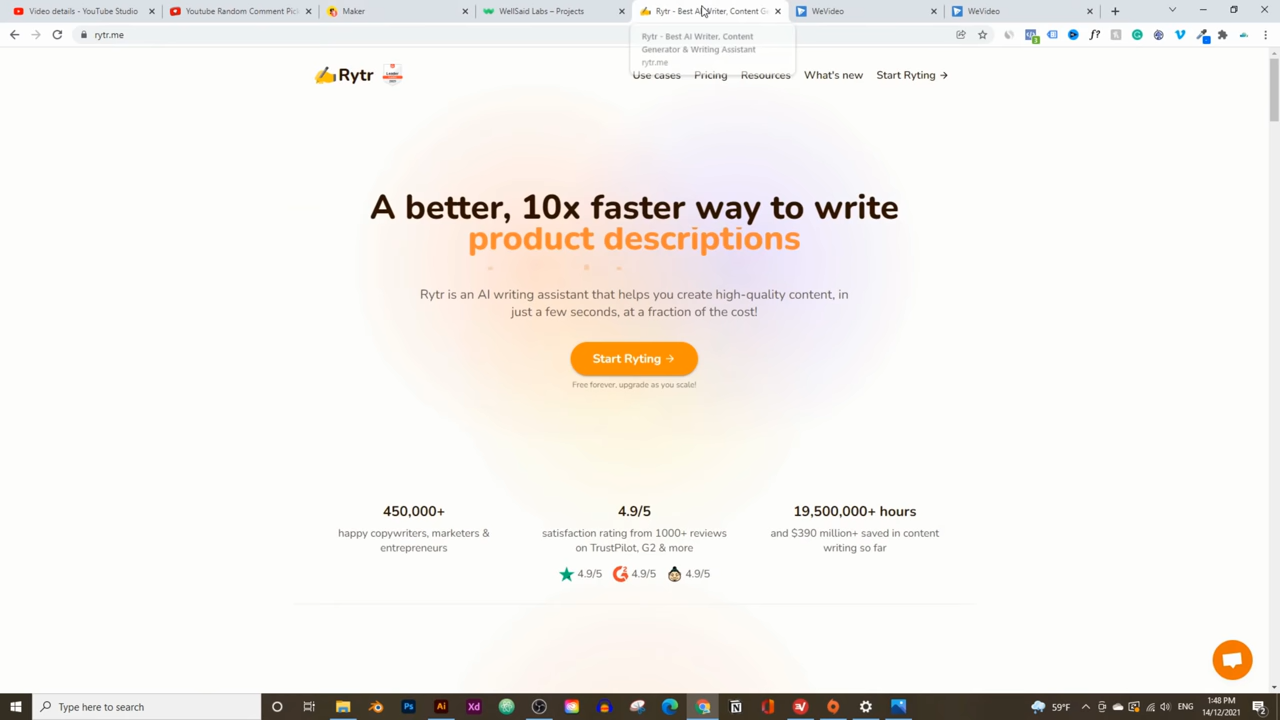 Video details - YouTube Studio
Youtube Random Comment Pick
Maker
WellSaid Labs – Projects
Rytr - Best AI Writer, Content G
WeVideo
WeVideo
rytr.me
Rytr - Best AI Writer, Content
Generator & Writing Assistant
rytr.me
Rytr
Leader
Use cases
Pricing
Resources
What's new
Start Ryting →
A better, 10x faster way to write
product descriptions
Rytr is an AI writing assistant that helps you create high-quality content, in
just a few seconds, at a fraction of the cost!
Start Ryting →
Free forever, upgrade as you scale!
450,000+
happy copywriters, marketers &
entrepreneurs
4.9/5
satisfaction rating from 1000+ reviews
on TrustPilot, G2 & more
4.9/5
4.9/5
4.9/5
19,500,000+ hours
and $390 million+ saved in content
writing so far
Type here to search
Ps
Ai
Xd
59°F
ENG
1:48 PM
14/12/2021
2